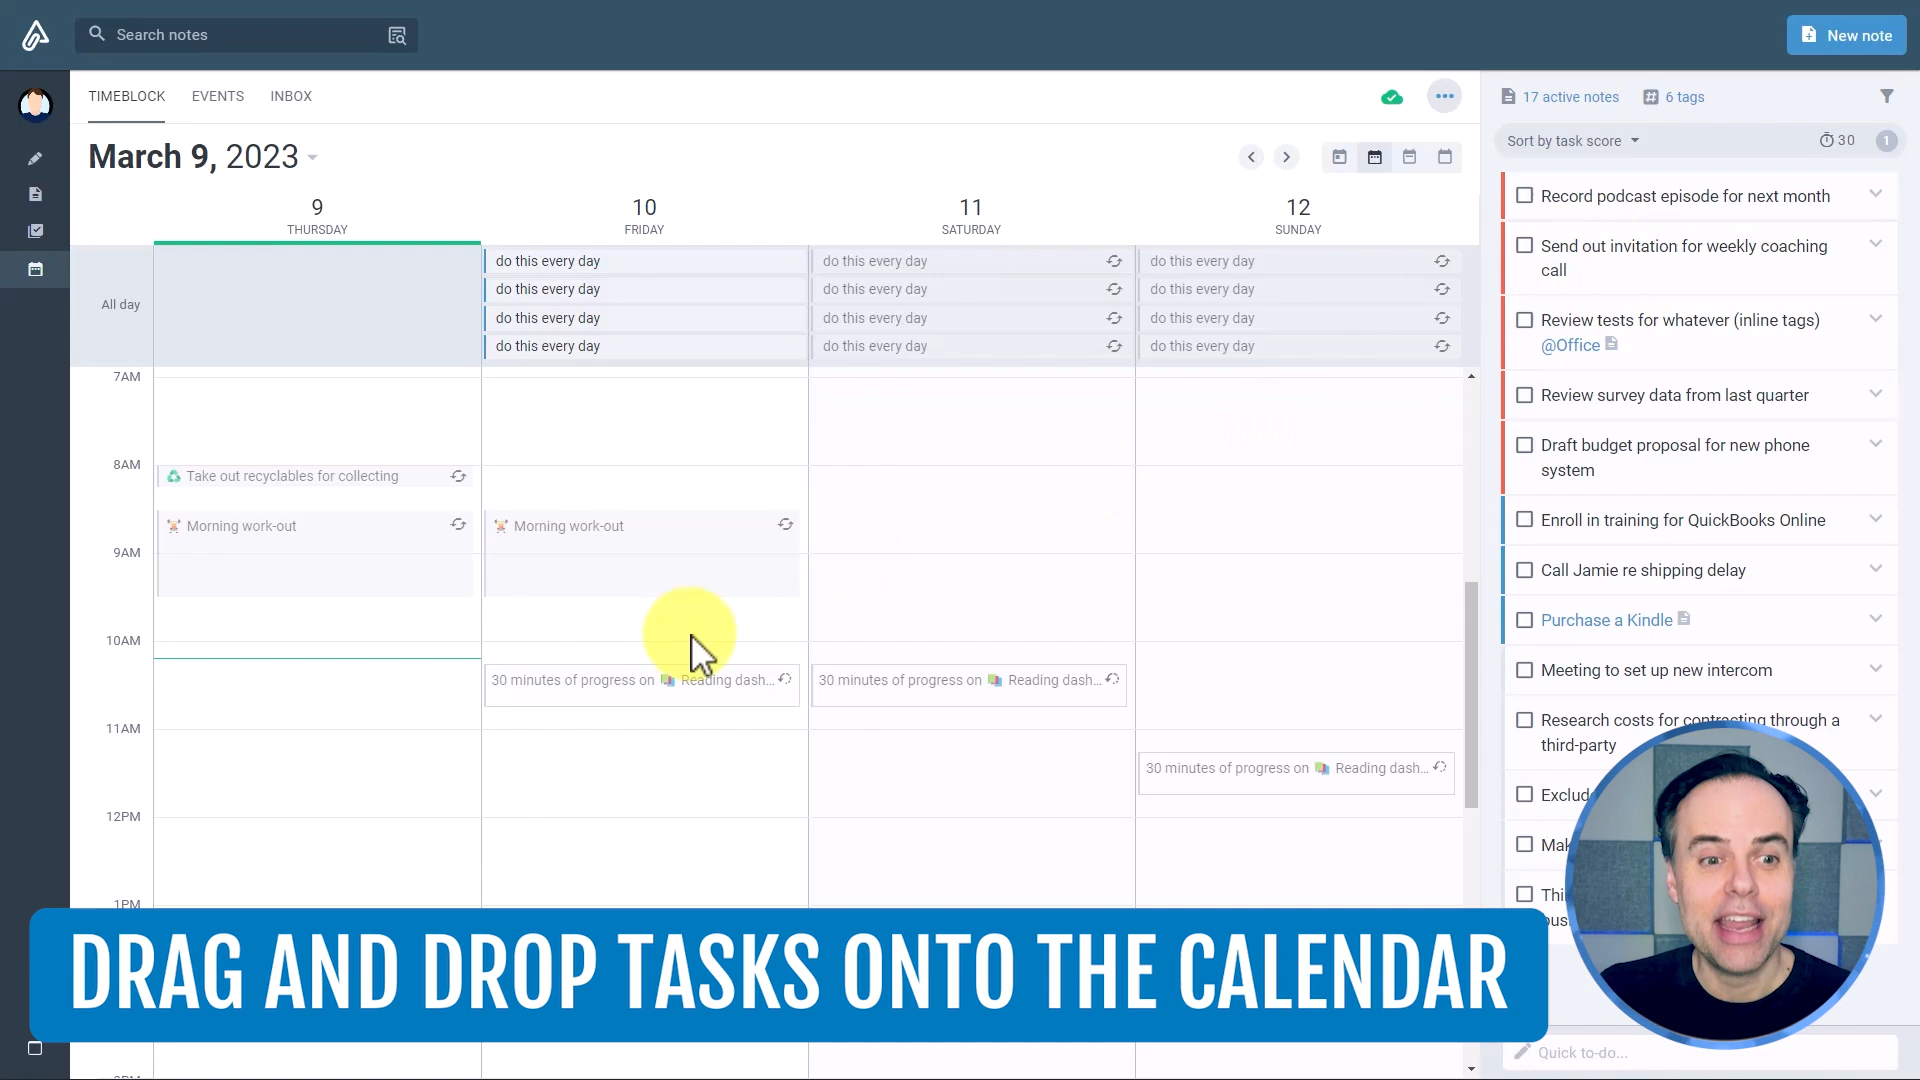 Search notes
New note
TIMEBLOCK
EVENTS
INBOX
17 active notes
6 tags
March 9, 2023
Sort by task score
30
1
9
THURSDAY
10
FRIDAY
11
SATURDAY
12
SUNDAY
All day
do this every day
do this every day
do this every day
do this every day
do this every day
do this every day
do this every day
do this every day
do this every day
do this every day
do this every day
do this every day
7AM
8AM
Take out recyclables for collecting
Morning work-out
Morning work-out
9AM
10AM
30 minutes of progress on Reading dash...
30 minutes of progress on Reading dash...
11AM
30 minutes of progress on Reading dash...
12PM
1PM
Record podcast episode for next month
Send out invitation for weekly coaching
call
Review tests for whatever (inline tags)
@Office
Review survey data from last quarter
Draft budget proposal for new phone
system
Enroll in training for QuickBooks Online
Call Jamie re shipping delay
Purchase a Kindle
Meeting to set up new intercom
Research costs for contracting through a
third-party
DRAG AND DROP TASKS ONTO THE CALENDAR
Quick to-do...